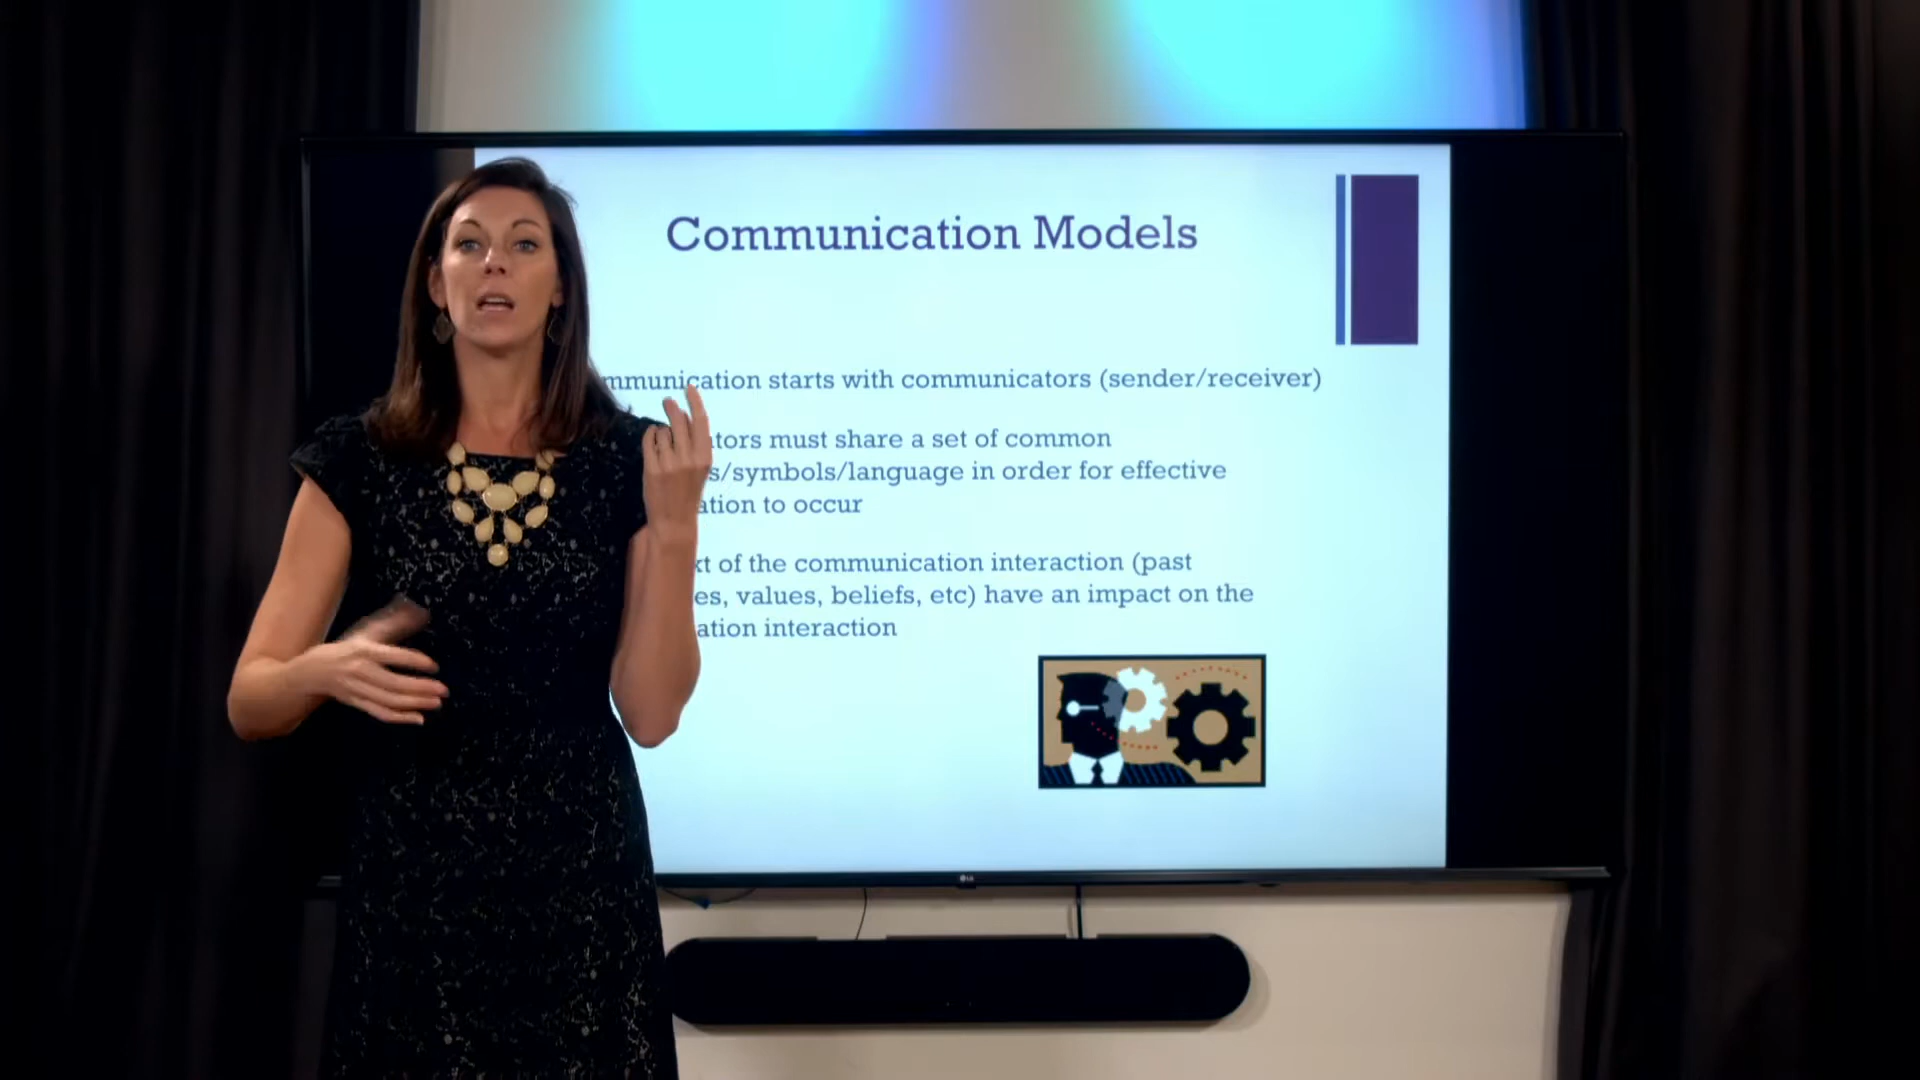 Communication Models
mmunication starts with communicators (sender/receiver)
tors must share a set of common
s/symbols/language in order for effective
ation to occur
xt of the communication interaction (past
es, values, beliefs, etc) have an impact on the
ation interaction
LG